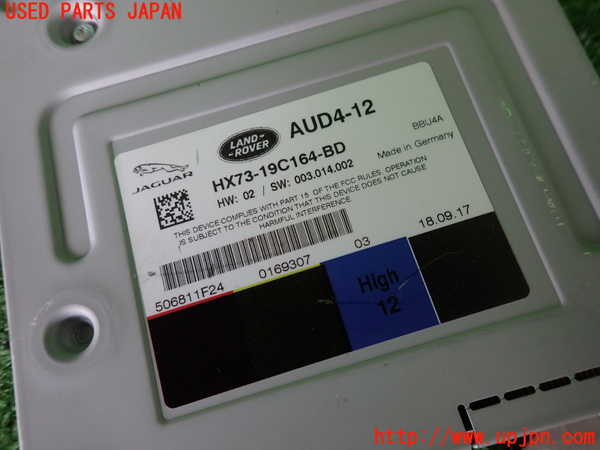 USED PARTS JAPAN
JAGUAR
LAND
ROVER
AUD4-12
BBU4A
HX73-19C164-BD
HW: 02 / SW: 003.014.002
Made in Germany
THIS DEVICE COMPLIES WITH PART 15 OF THE FCC RULES. OPERATION
IS SUBJECT TO THE CONDITION THAT THIS DEVICE DOES NOT CAUSE
HARMFUL INTERFERENCE
506811F24
0169307
03
18.09.17
High
12
http://www.upjpn.com/